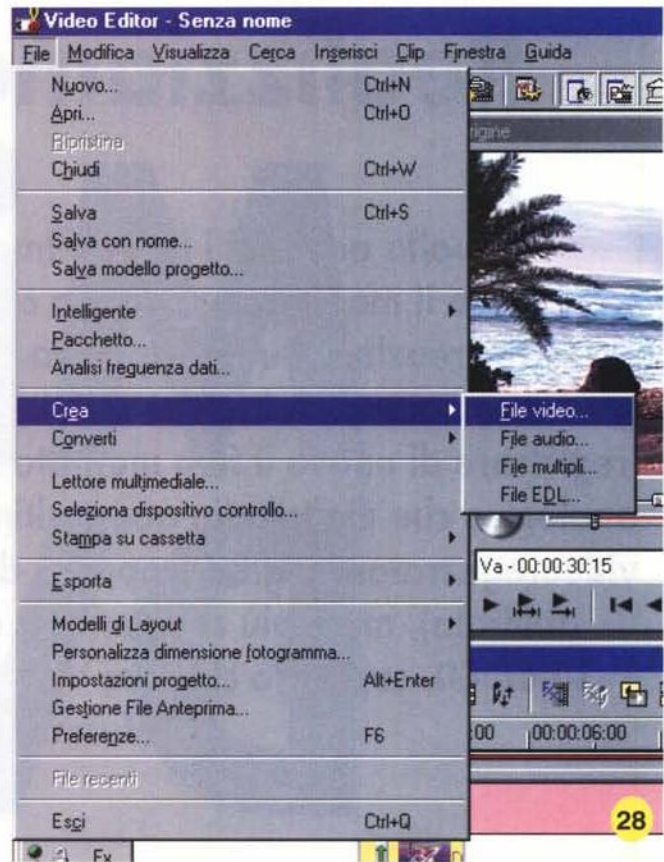 Video Editor - Senza nome
File Modifica Visualizza Cerca Inserisci Clip Finestra Guida
Nuovo... Ctrl+N
Apri... Ctrl+O
Ripristina
Chiudi Ctrl+W
Salva Ctrl+S
Salva con nome...
Salva modello progetto...
Intelligente
Pacchetto...
Analisi frequenza dati...
Crea
Converti
Lettore multimediale...
Seleziona dispositivo controllo...
Stampa su cassetta
Esporta
Modelli di Layout
Personalizza dimensione fotogramma...
Impostazioni progetto... Alt+Enter
Gestione File Anteprima...
Preferenze... F6
File recenti
Esci Ctrl+Q
File video...
File audio...
File multipli...
File EDL...
Va - 00:00:30:15
:00 00:00:06:00
28
Fx